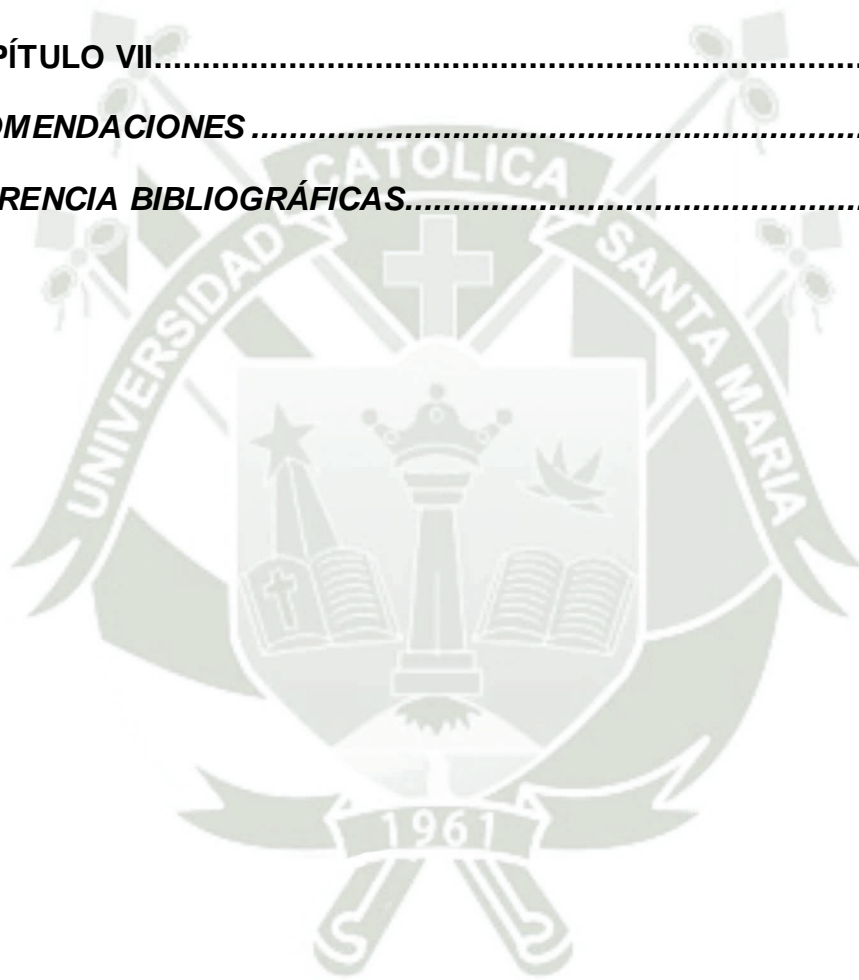 PÍTULO VII..........................................................................
OMENDACIONES .................................................................
RENCIA BIBLIOGRÁFICAS................................................
UNIVERSIDAD CATOLICA SANTA MARIA
1961